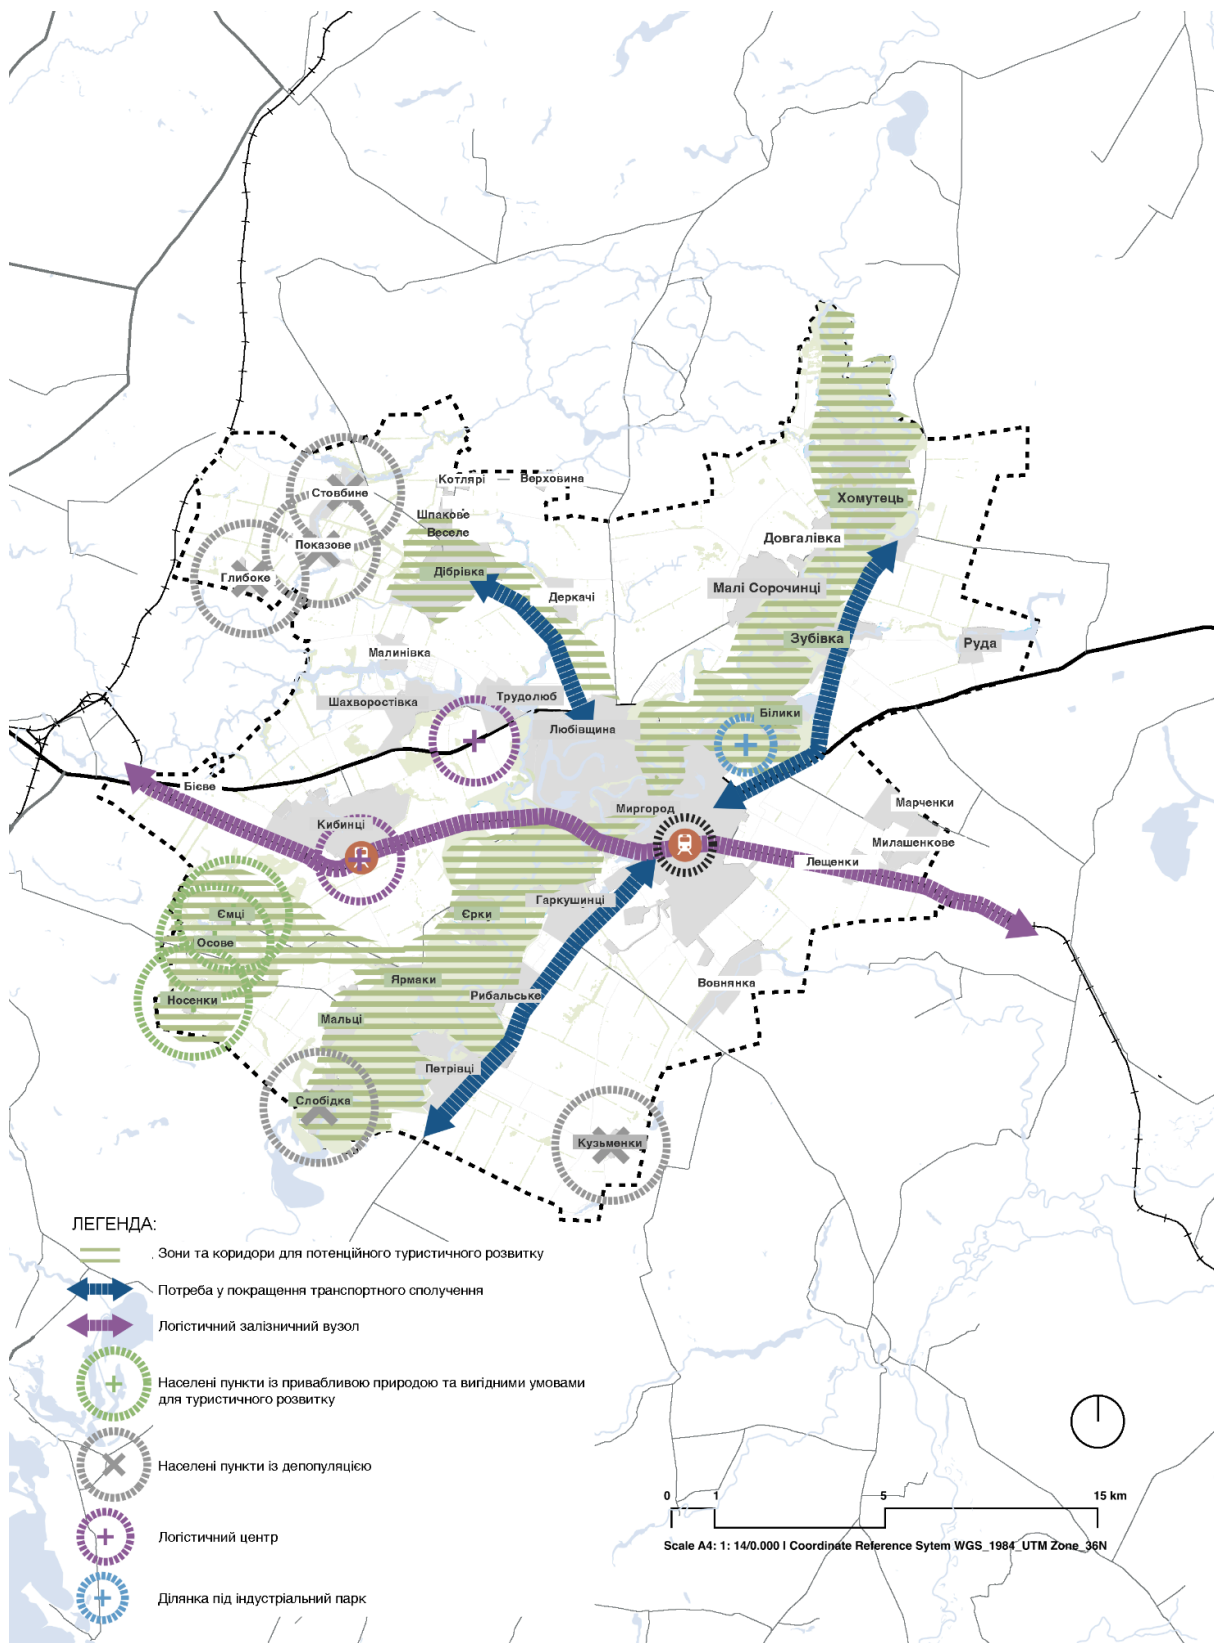 Котлярі
Верховина
Стовбине
Хомутець
Шпакове
Веселе
Показове
Довгалівка
Глибоке
Дібрівка
Малі Сорочинці
Деркачі
Зубівка
Руда
Малинівка
Шахворостівка
Трудолюб
Білики
Любівщина
Бієве
Марченки
Миргород
Кибинці
Милашенкове
Лещенки
Гаркушинці
Ємці
Єрки
Осове
Ярмаки
Вовнянка
Носенки
Рибальське
Мальці
Петрівці
Слобідка
Кузьменки
ЛЕГЕНДА:
Зони та коридори для потенційного туристичного розвитку
Потреба у покращення транспортного сполучення
Логістичний залізничний вузол
Населені пункти із привабливою природою та вигідними умовами
для туристичного розвитку
Населені пункти із депопуляцією
Логістичний центр
Ділянка під індустріальний парк
0 1 5 15 km
Scale A4: 1: 14/0.000 I Coordinate Reference Sytem WGS_1984_UTM Zone_36N